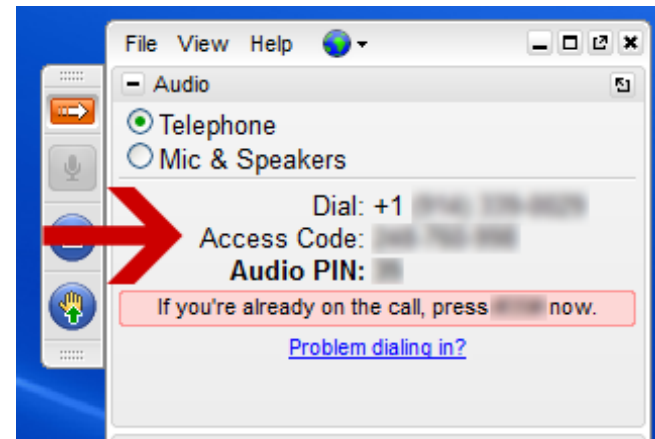 File View Help
Audio
Telephone
Mic & Speakers
Dial: +1
Access Code:
Audio PIN:
If you're already on the call, press now.
Problem dialing in?